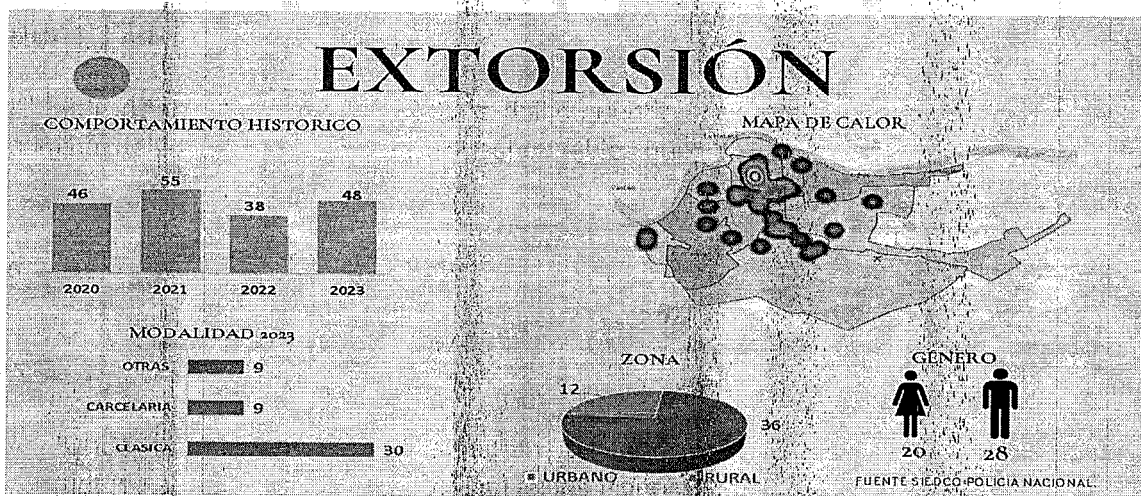 EXTORSIÓN
COMPORTAMIENTO HISTORICO
46
55
38
48
2020
2021
2022
2023
MODALIDAD 2023
OTRAS 9
CARCELARIA 9
CLASICA 30
MAPA DE CALOR
ZONA
12
36
URBANO RURAL
GÉNERO
20 28
FUENTE SIEDCO POLICIA NACIONAL